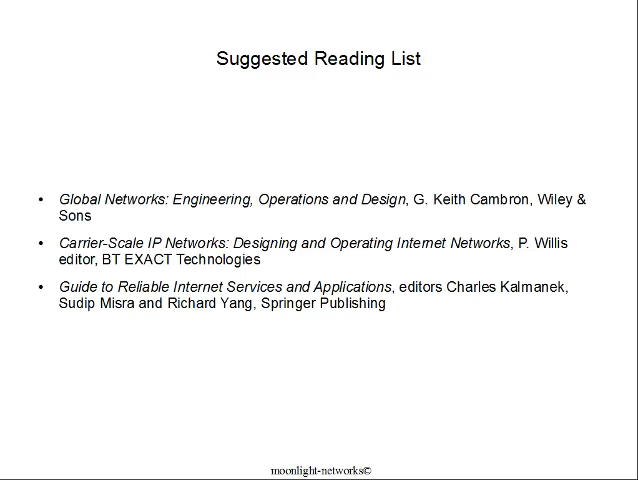 Suggested Reading List
• Global Networks: Engineering, Operations and Design, G. Keith Cambron, Wiley &
Sons
• Carrier-Scale IP Networks: Designing and Operating Internet Networks, P. Willis
editor, BT EXACT Technologies
• Guide to Reliable Internet Services and Applications, editors Charles Kalmanek,
Sudip Misra and Richard Yang, Springer Publishing
moonlight-networks©